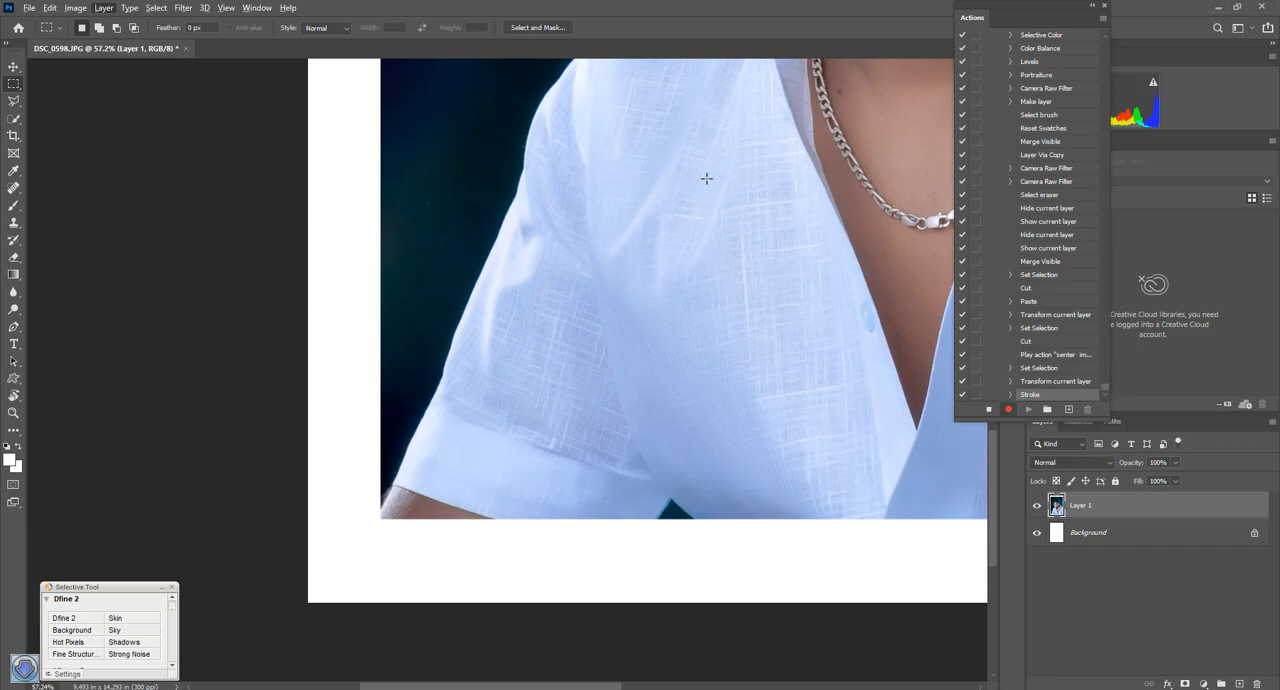 File Edit Image Layer Type Select Filter 3D View Window Help
Feather: 0 px Anti-alias Style: Normal Width: Height: Select and Mask...
DSC_0598.JPG @ 57.2% (Layer 1, RGB/8) *
Actions
Selective Color
Color Balance
Levels
Portraiture
Camera Raw Filter
Make layer
Select brush
Reset Swatches
Merge Visible
Layer Via Copy
Camera Raw Filter
Camera Raw Filter
Select eraser
Hide current layer
Show current layer
Hide current layer
Show current layer
Merge Visible
Set Selection
Cut
Paste
Transform current layer
Set Selection
Cut
Play action "senter im...
Set Selection
Transform current layer
Stroke
Creative Cloud libraries, you need
logged into a Creative Cloud
account.
-- KB
Layers Channels Paths
Kind
Normal Opacity: 100%
Lock: Fill: 100%
Layer 1
Background
Selective Tool
Dfine 2
Dfine 2 Skin
Background Sky
Hot Pixels Shadows
Fine Structur... Strong Noise
Settings
57.24% 9.493 in x 14.293 in (300 ppi)